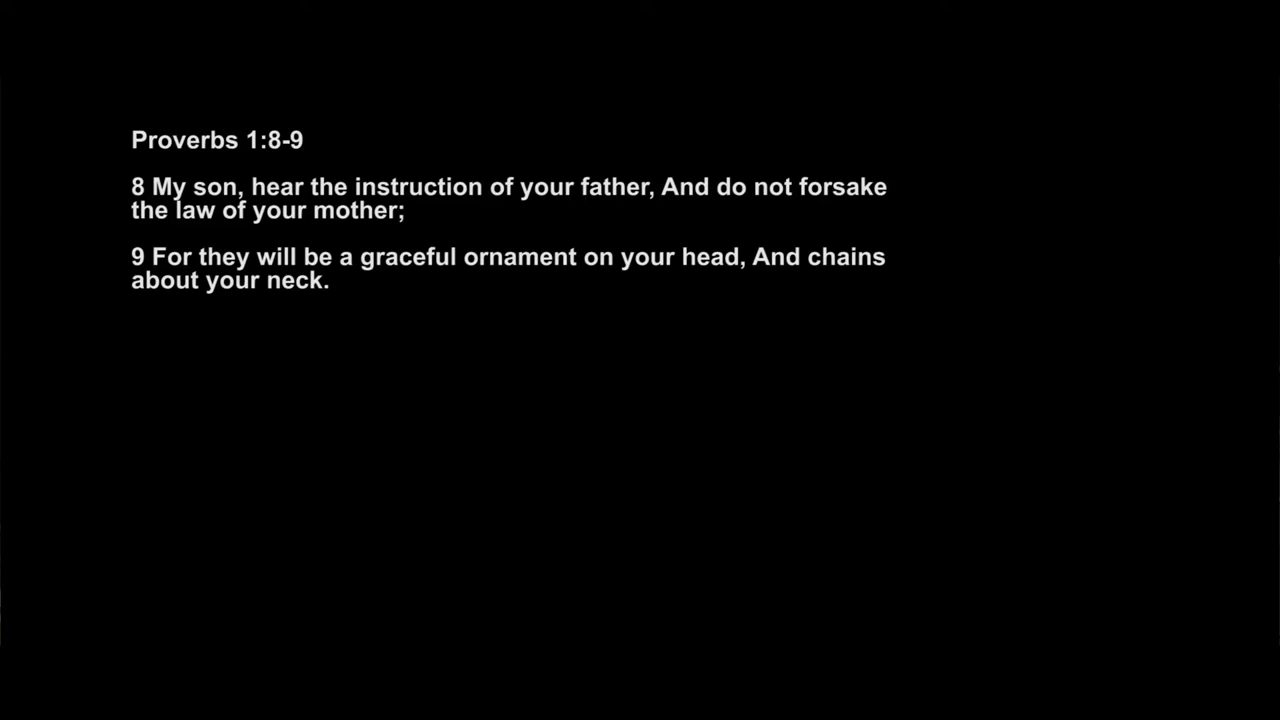 Proverbs 1:8-9
8 My son, hear the instruction of your father, And do not forsake
the law of your mother;
9 For they will be a graceful ornament on your head, And chains
about your neck.